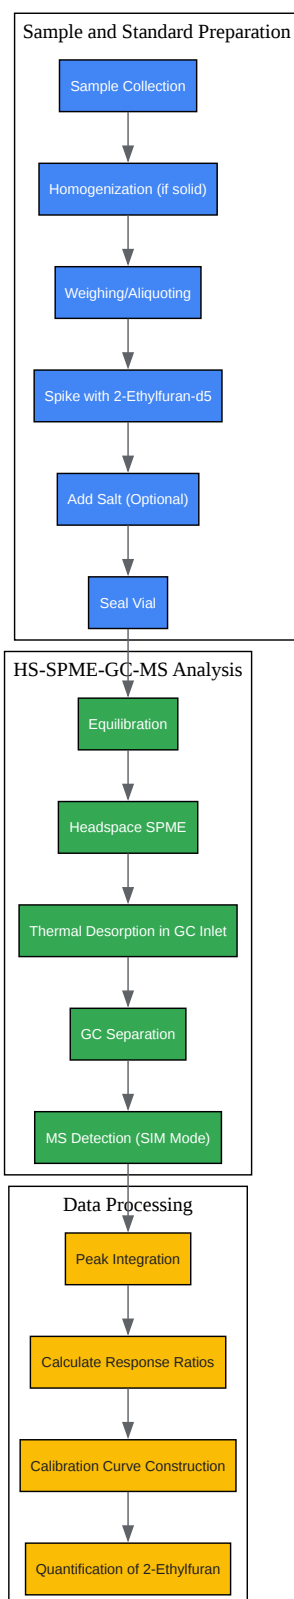 Sample and Standard Preparation
Sample Collection
Homogenization (if solid)
Weighing/Aliquoting
Spike with 2-Ethylfuran-d5
Add Salt (Optional)
Seal Vial
HS-SPME-GC-MS Analysis
Equilibration
Headspace SPME
Thermal Desorption in GC Inlet
GC Separation
MS Detection (SIM Mode)
Data Processing
Peak Integration
Calculate Response Ratios
Calibration Curve Construction
Quantification of 2-Ethylfuran